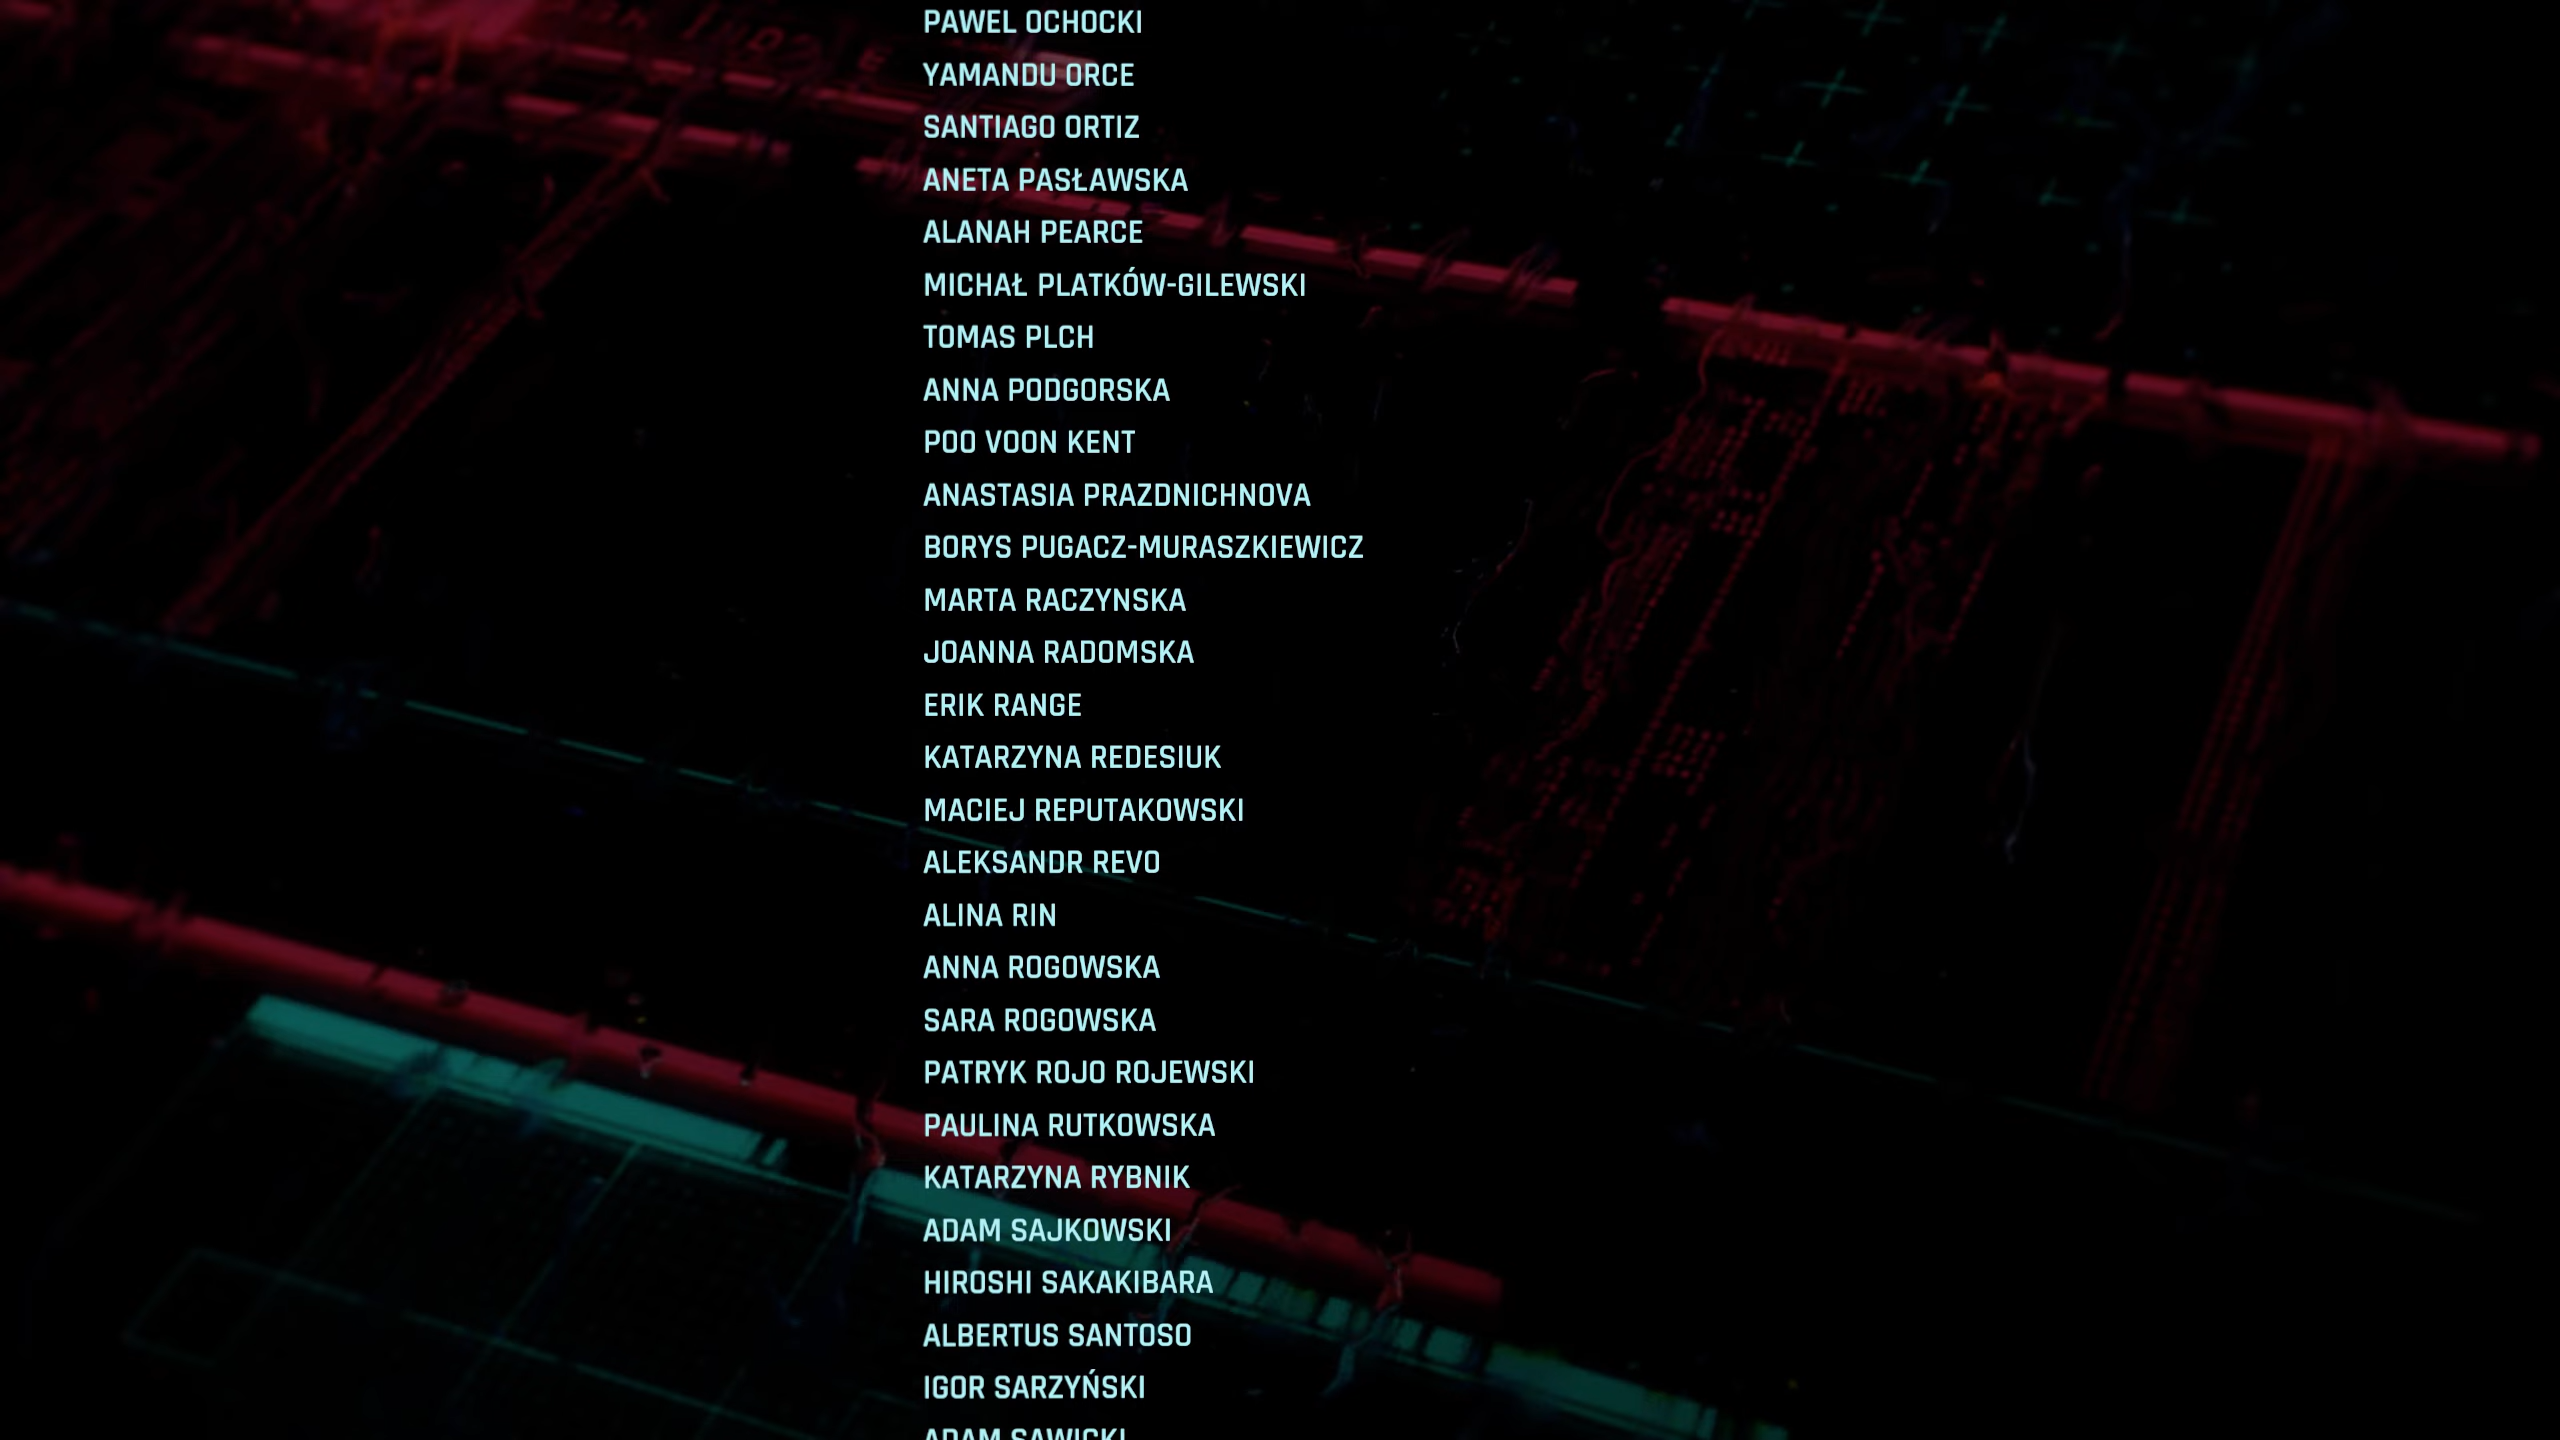 PAWEL OCHOCKI
YAMANDU ORCE
SANTIAGO ORTIZ
ANETA PASŁAWSKA
ALANAH PEARCE
MICHAŁ PLATKÓW-GILEWSKI
TOMAS PLCH
ANNA PODGORSKA
POO VOON KENT
ANASTASIA PRAZDNICHNOVA
BORYS PUGACZ-MURASZKIEWICZ
MARTA RACZYNSKA
JOANNA RADOMSKA
ERIK RANGE
KATARZYNA REDESIUK
MACIEJ REPUTAKOWSKI
ALEKSANDR REVO
ALINA RIN
ANNA ROGOWSKA
SARA ROGOWSKA
PATRYK ROJO ROJEWSKI
PAULINA RUTKOWSKA
KATARZYNA RYBNIK
ADAM SAJKOWSKI
HIROSHI SAKAKIBARA
ALBERTUS SANTOSO
IGOR SARZYŃSKI
ADAM SAWICKI